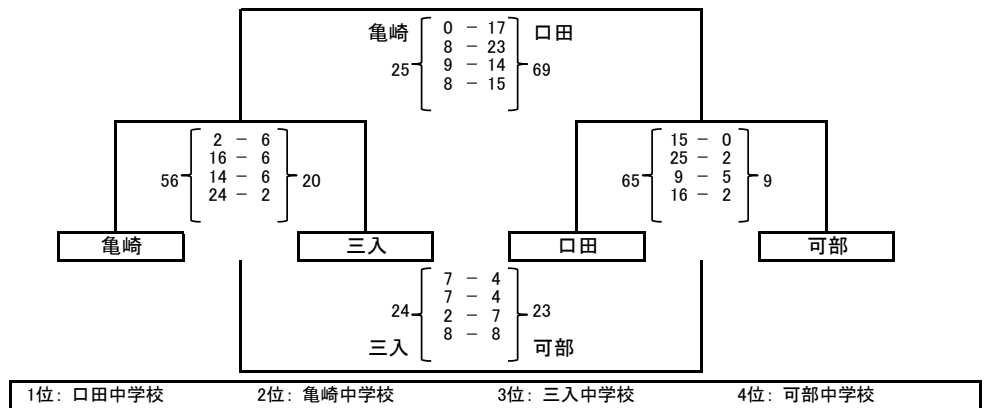 亀崎 0 － 17 口田
8 － 23
25 9 － 14 69
8 － 15
2 － 6
16 － 6
56 14 － 6 20
24 － 2
15 － 0
25 － 2
65 9 － 5 9
16 － 2
亀崎 三入 口田 可部
7 － 4
7 － 4
24 2 － 7 23
8 － 8
三入 可部
1位: 口田中学校 2位: 亀崎中学校 3位: 三入中学校 4位: 可部中学校